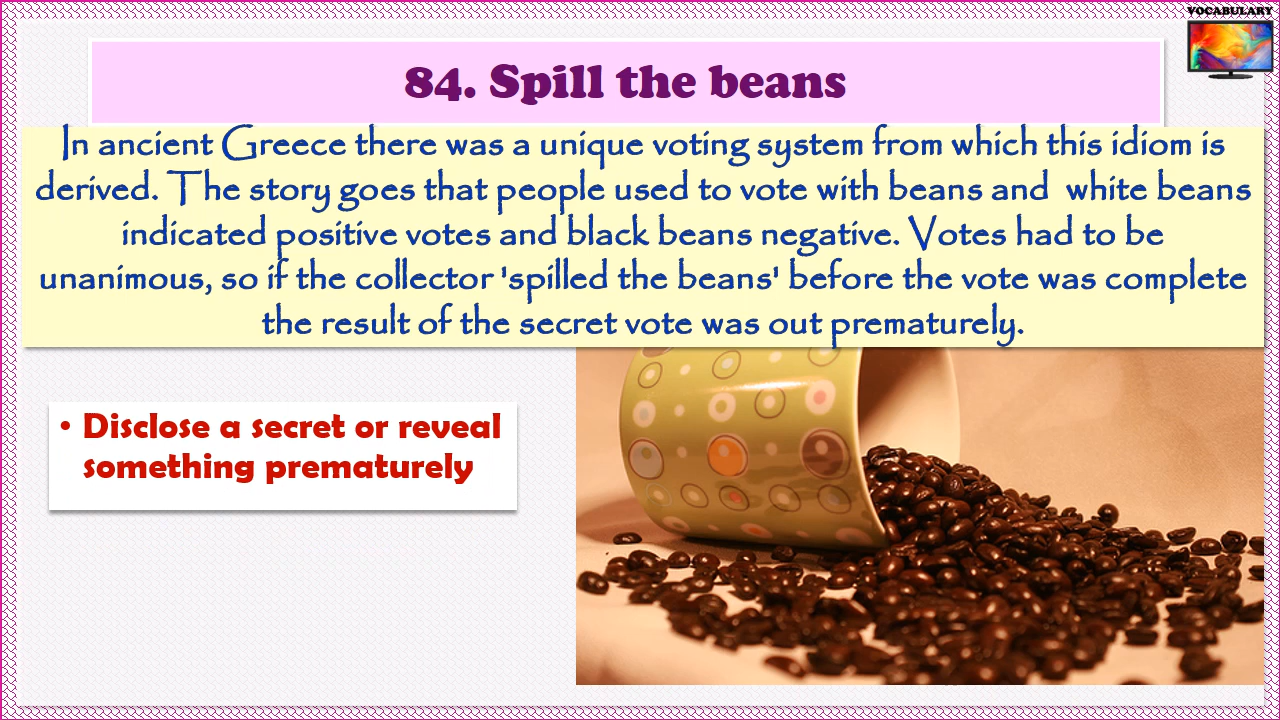 VOCABULARY
84. Spill the beans
In ancient Greece there was a unique voting system from which this idiom is
derived. The story goes that people used to vote with beans and white beans
indicated positive votes and black beans negative. Votes had to be
unanimous, so if the collector 'spilled the beans' before the vote was complete
the result of the secret vote was out prematurely.
• Disclose a secret or reveal
something prematurely